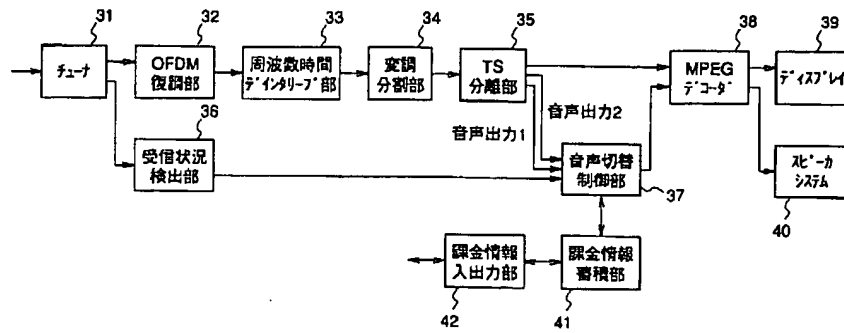 31
チューナ
32
OFDM
復調部
33
周波数時間
デインタリーブ部
34
変調
分割部
35
TS
分離部
38
MPEG
デコーダ
39
ディスプレイ
音声出力2
音声出力1
36
受信状況
検出部
音声切替
制御部
37
スピーカ
システム
40
課金情報
入出力部
42
課金情報
蓄積部
41